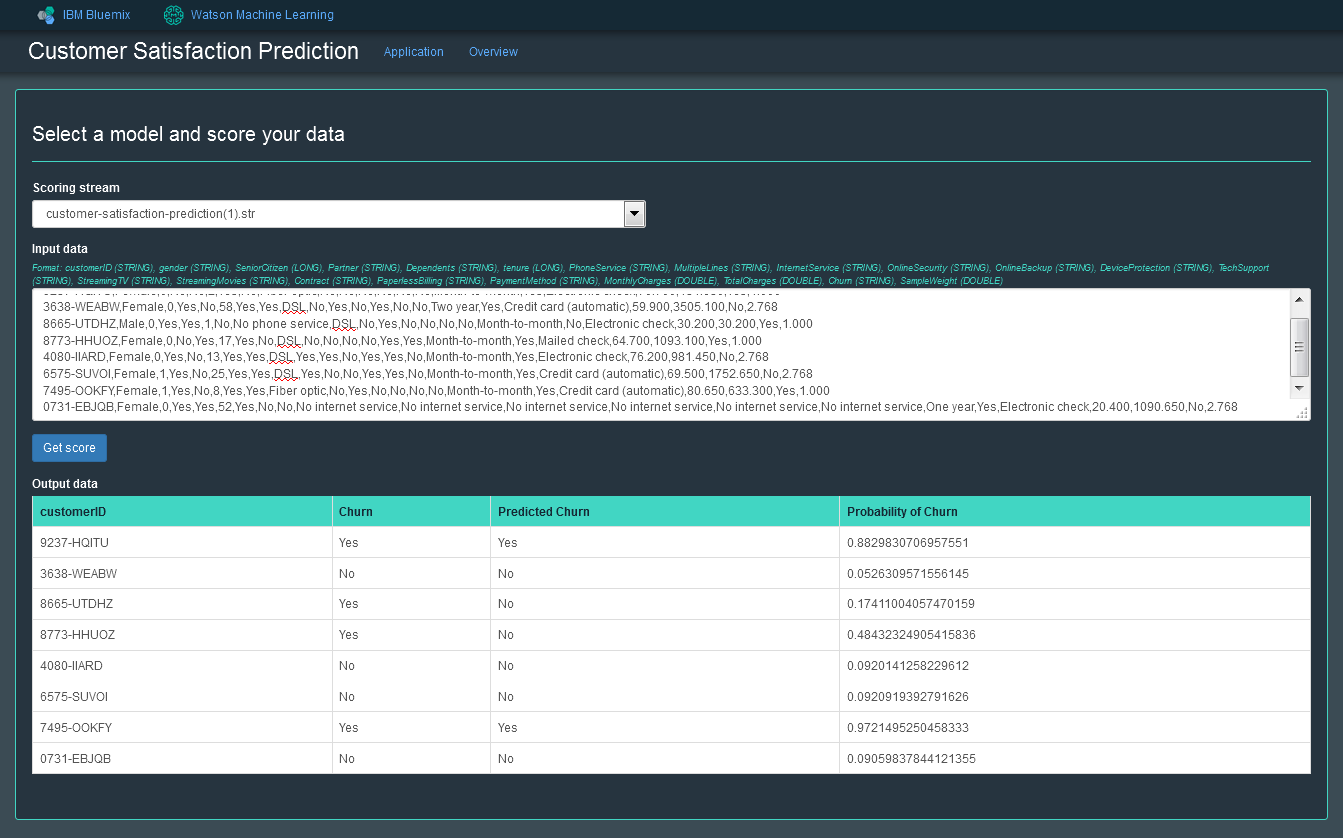 IBM Bluemix Watson Machine Learning
Customer Satisfaction Prediction Application Overview
Select a model and score your data
Scoring stream
customer-satisfaction-prediction(1).str
Input data
Format: customerID (STRING), gender (STRING), SeniorCitizen (LONG), Partner (STRING), Dependents (STRING), tenure (LONG), PhoneService (STRING), MultipleLines (STRING), InternetService (STRING), OnlineSecurity (STRING), OnlineBackup (STRING), DeviceProtection (STRING), TechSupport
(STRING), StreamingTV (STRING), StreamingMovies (STRING), Contract (STRING), PaperlessBilling (STRING), PaymentMethod (STRING), MonthlyCharges (DOUBLE), TotalCharges (DOUBLE), Churn (STRING), SampleWeight (DOUBLE)
3638-WEABW,Female,0,Yes,No,58,Yes,Yes,DSL,No,Yes,No,Yes,No,No,Two year,Yes,Credit card (automatic),59.900,3505.100,No,2.768
8665-UTDHZ,Male,0,Yes,Yes,1,No,No phone service,DSL,No,Yes,No,No,No,No,Month-to-month,No,Electronic check,30.200,30.200,Yes,1.000
8773-HHUOZ,Female,0,No,Yes,17,Yes,No,DSL,No,No,No,No,Yes,Yes,Month-to-month,Yes,Mailed check,64.700,1093.100,Yes,1.000
4080-IIARD,Female,0,Yes,No,13,Yes,Yes,DSL,Yes,Yes,No,Yes,Yes,No,Month-to-month,Yes,Electronic check,76.200,981.450,No,2.768
6575-SUVOI,Female,1,Yes,No,25,Yes,Yes,DSL,Yes,No,No,Yes,Yes,No,Month-to-month,Yes,Credit card (automatic),69.500,1752.650,No,2.768
7495-OOKFY,Female,1,Yes,No,8,Yes,Yes,Fiber optic,No,Yes,No,No,No,No,Month-to-month,Yes,Credit card (automatic),80.650,633.300,Yes,1.000
0731-EBJQB,Female,0,Yes,Yes,52,Yes,No,No,No internet service,No internet service,No internet service,No internet service,No internet service,No internet service,One year,Yes,Electronic check,20.400,1090.650,No,2.768
Get score
Output data
customerID Churn Predicted Churn Probability of Churn
9237-HQITU Yes Yes 0.8829830706957551
3638-WEABW No No 0.0526309571556145
8665-UTDHZ Yes No 0.17411004057470159
8773-HHUOZ Yes No 0.48432324905415836
4080-IIARD No No 0.0920141258229612
6575-SUVOI No No 0.0920919392791626
7495-OOKFY Yes Yes 0.9721495250458333
0731-EBJQB No No 0.09059837844121355